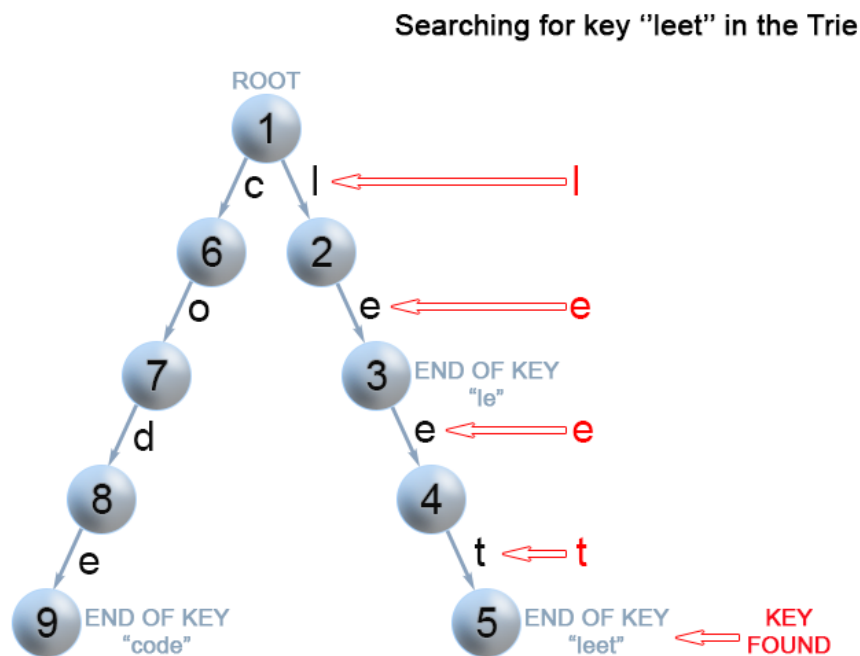 Searching for key ‘’leet’’ in the Trie
ROOT
1
c
l
l
6
2
o
e
e
7
3
END OF KEY
“le”
d
e
e
8
4
e
t
t
9
END OF KEY
“code”
5
END OF KEY
“leet”
KEY
FOUND